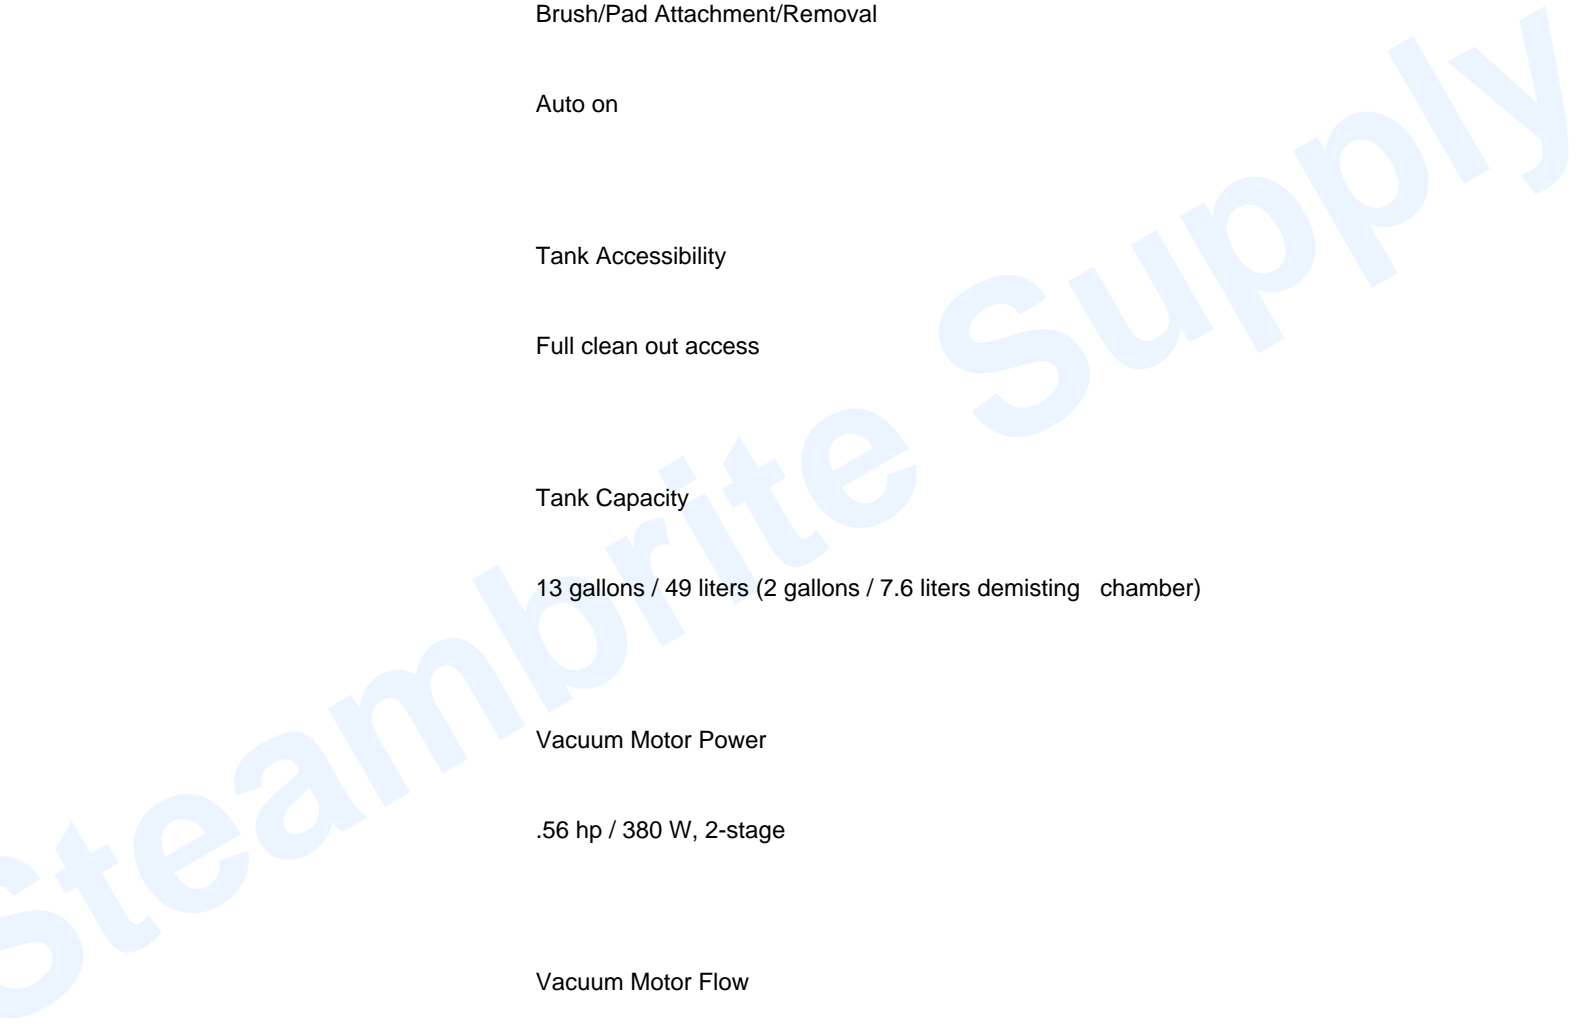 Brush/Pad Attachment/Removal
Auto on
Tank Accessibility
Full clean out access
Tank Capacity
13 gallons / 49 liters (2 gallons / 7.6 liters demisting   chamber)
Vacuum Motor Power
.56 hp / 380 W, 2-stage
Vacuum Motor Flow
Steambrite Supply